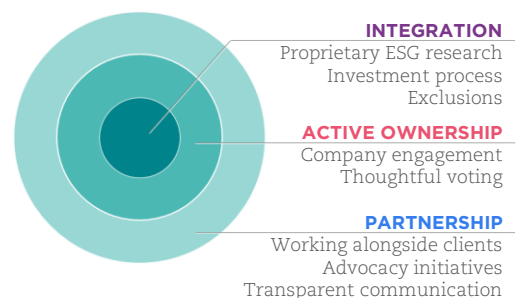 INTEGRATION
Proprietary ESG research
Investment process
Exclusions
ACTIVE OWNERSHIP
Company engagement
Thoughtful voting
PARTNERSHIP
Working alongside clients
Advocacy initiatives
Transparent communication